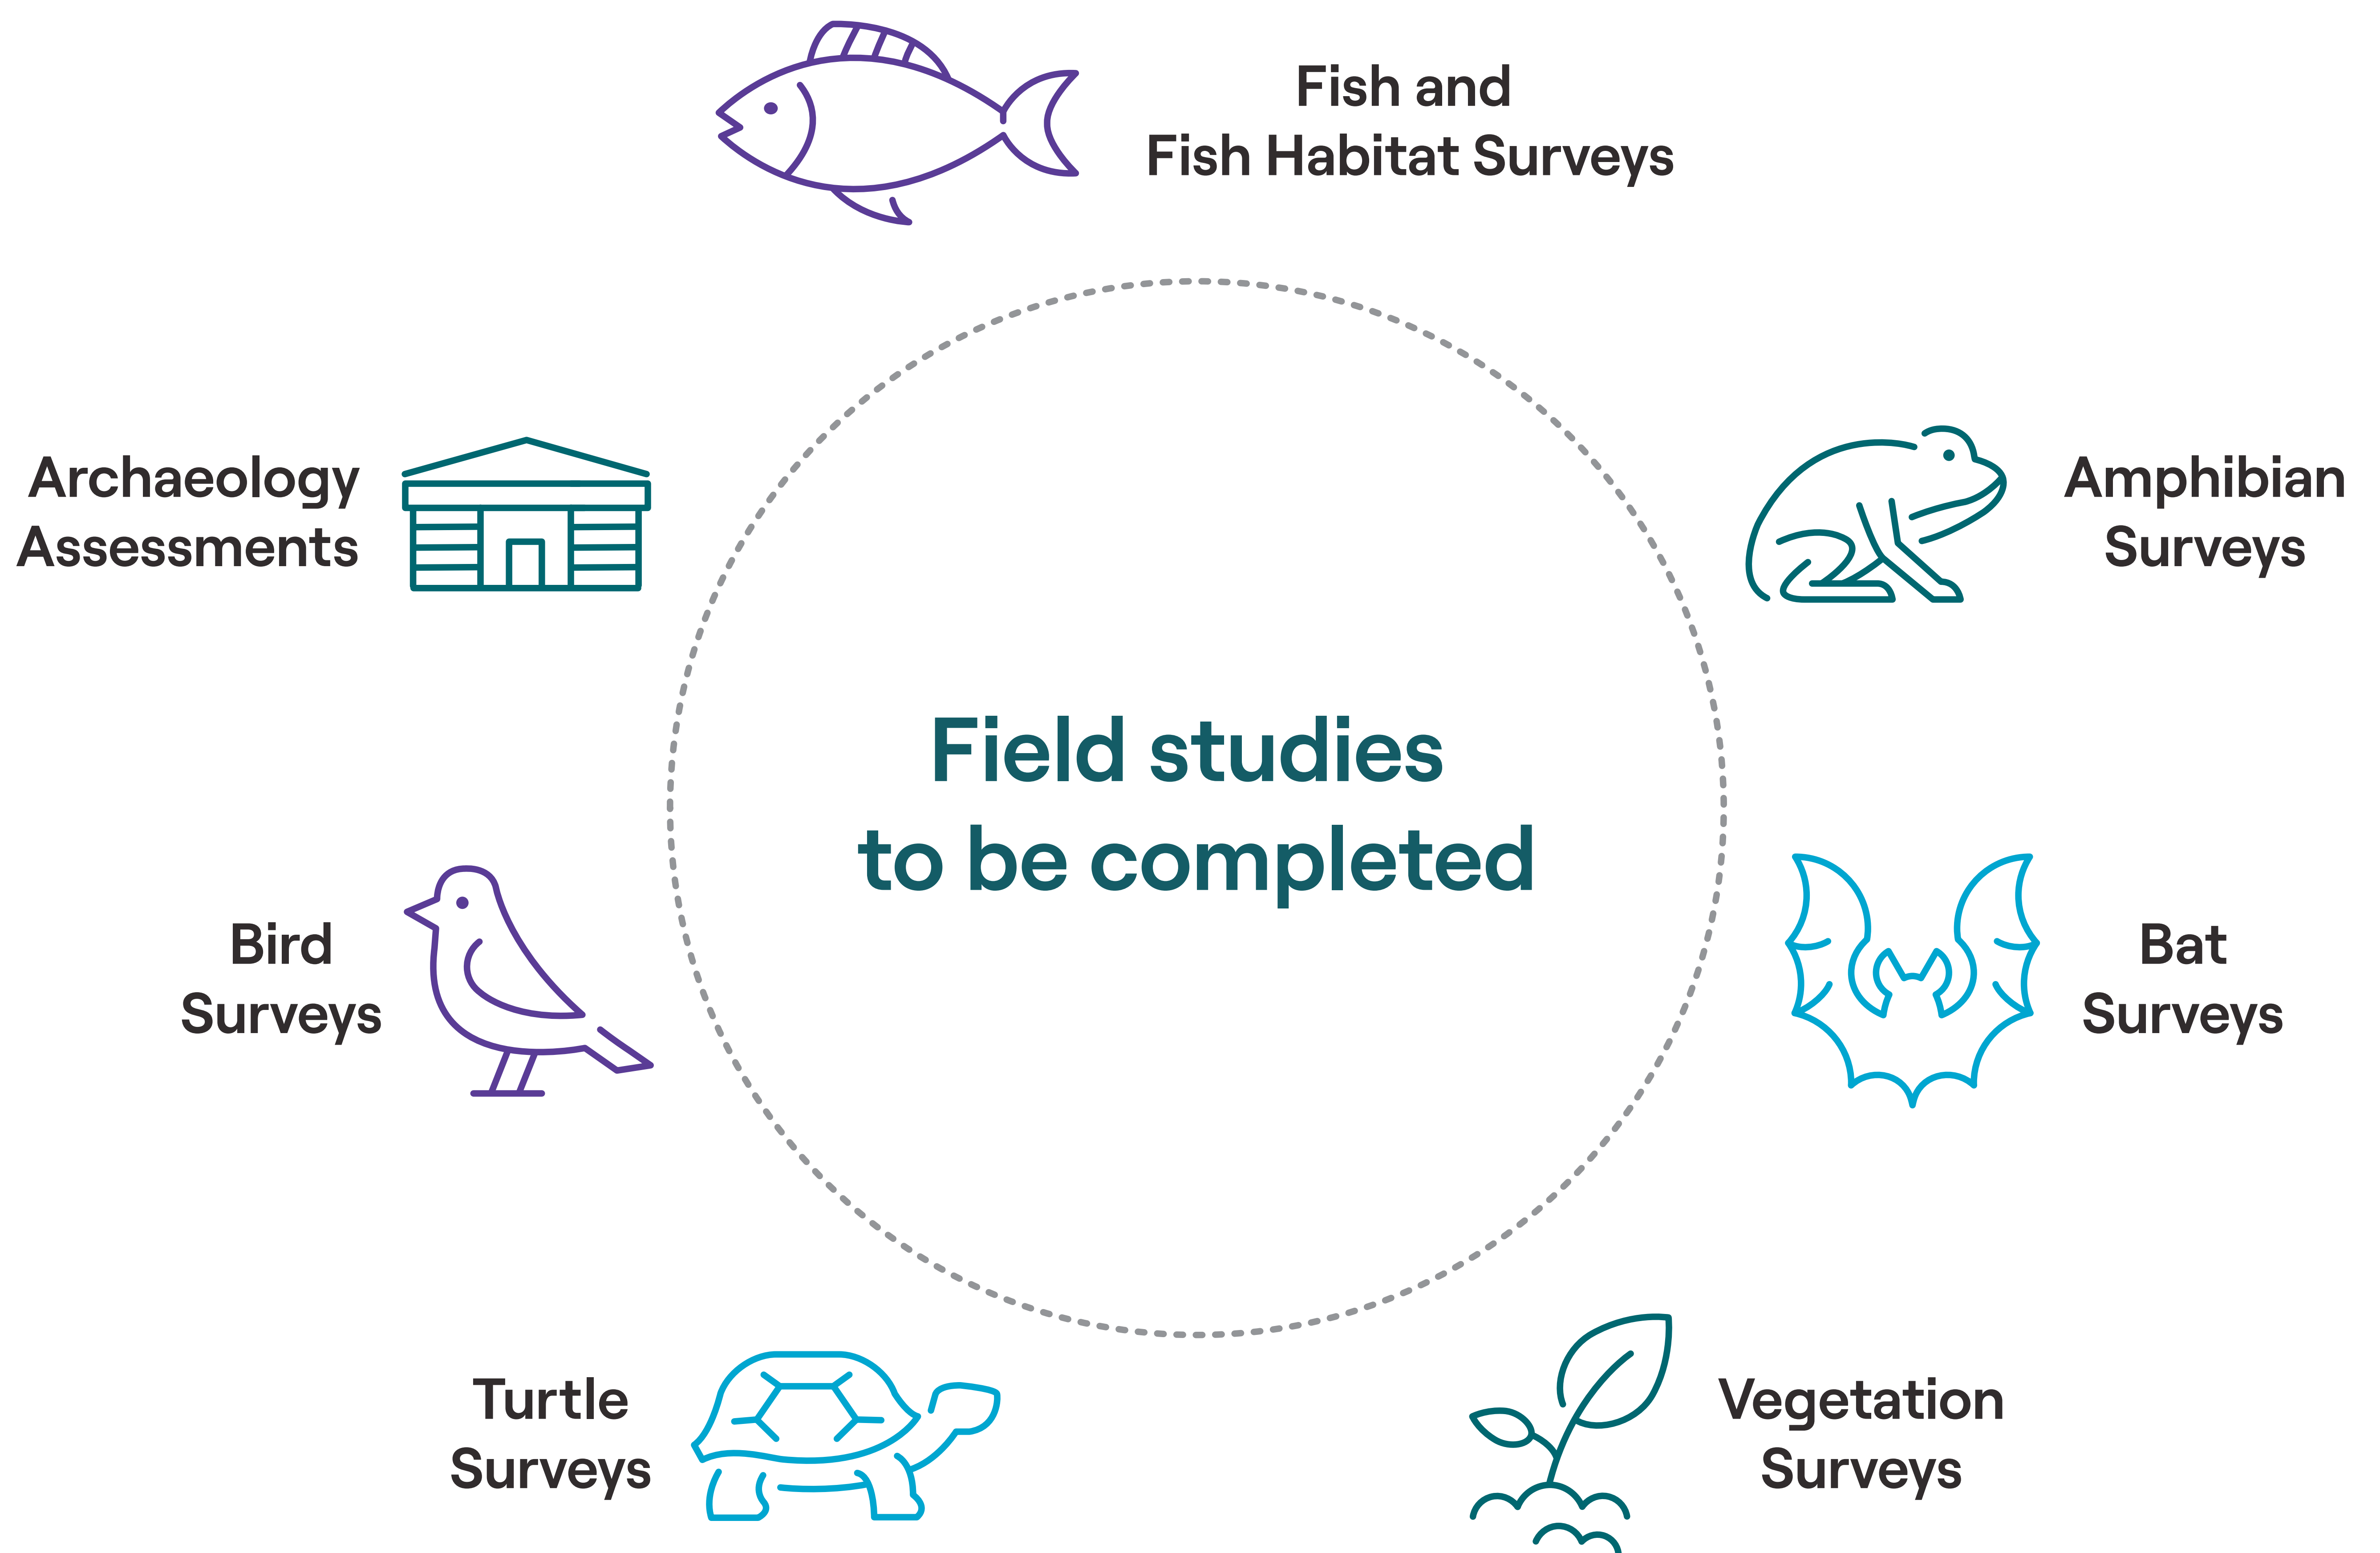 Fish and
Fish Habitat Surveys
Archaeology
Assessments
Amphibian
Surveys
Field studies
to be completed
Bird
Surveys
Bat
Surveys
Turtle
Surveys
Vegetation
Surveys